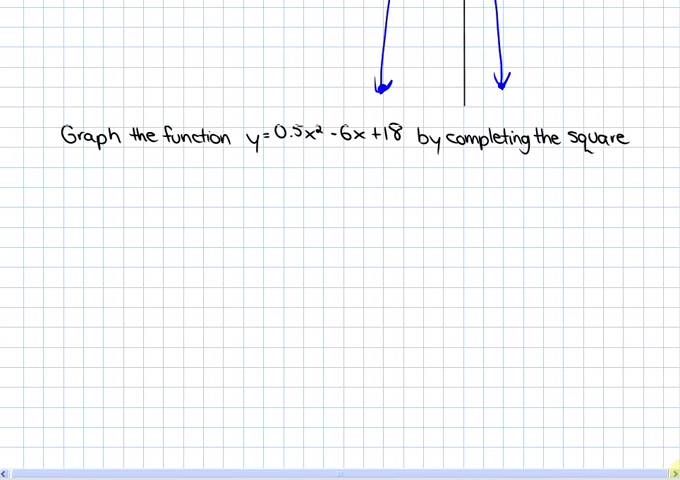 Graph the function y=0.5x² -6x+18 by completing the square